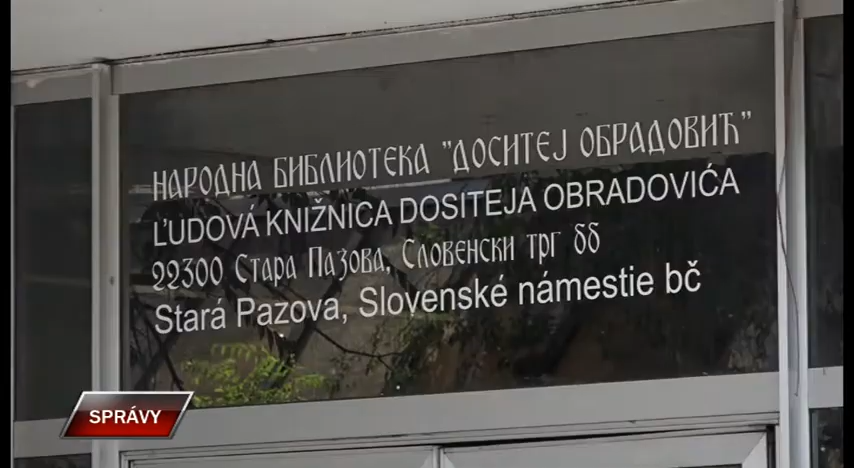 НАРОДНА БИБЛИОТЕКА "ДОСИТЕЈ ОБРАДОВИЋ"
ĽUDOVÁ KNIŽNICA DOSITEJA OBRADOVIĆA
22300 Стара Пазова, Словенски трг бб
Stará Pazova, Slovenské námestie bč
SPRÁVY